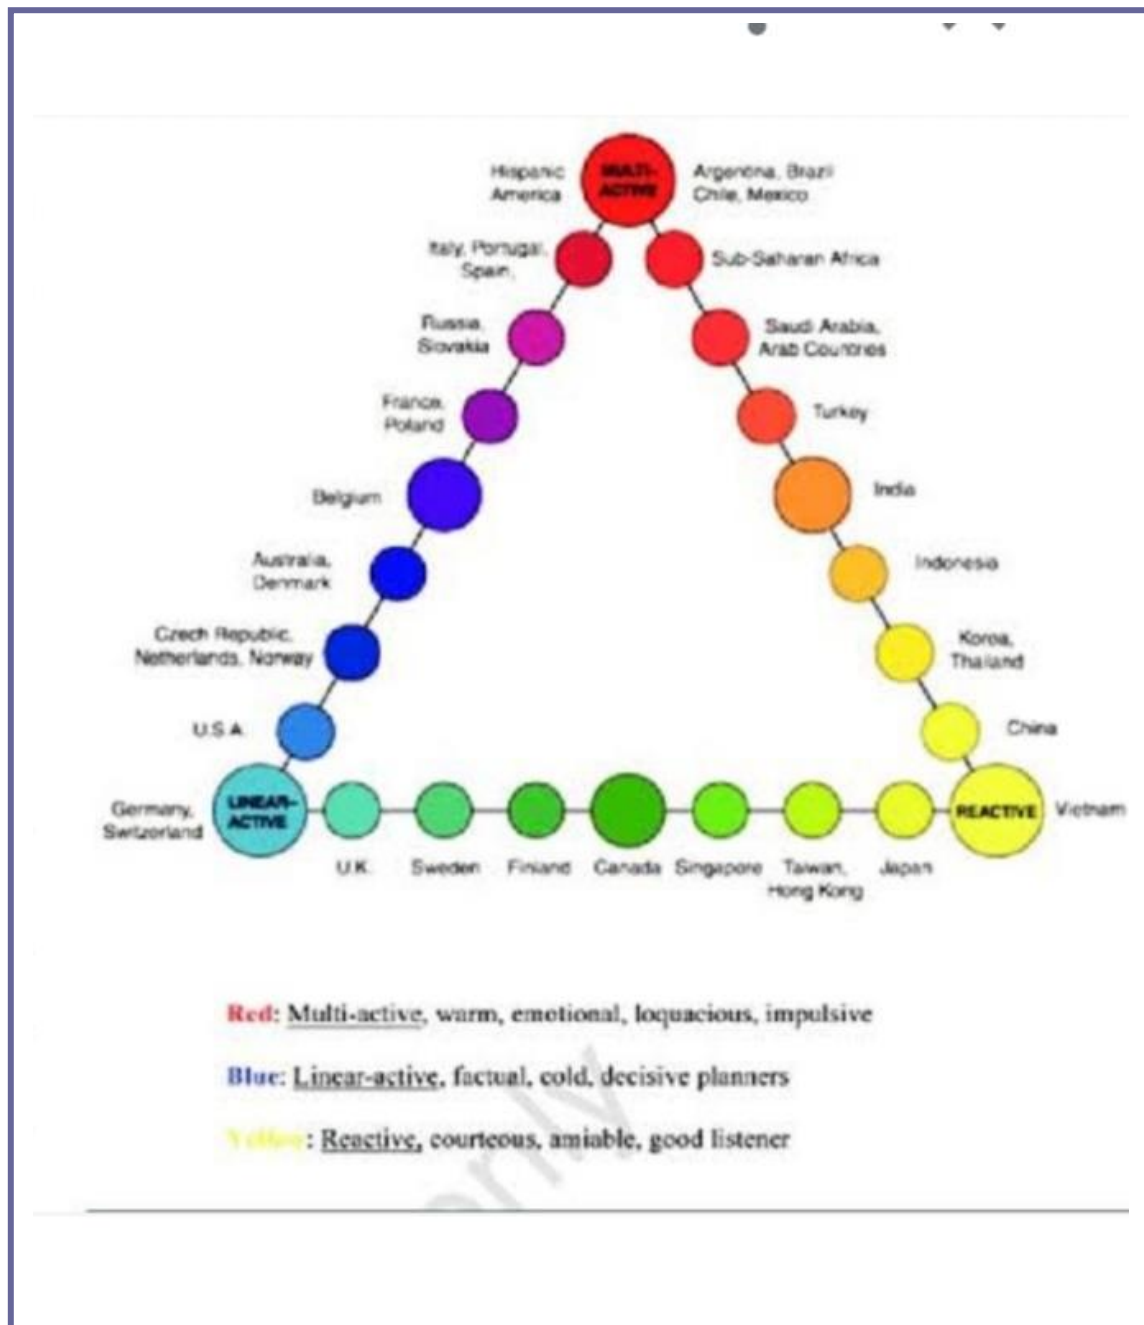 Hispanic
America
MULTI-
ACTIVE
Argentina, Brazil
Chile, Mexico
Italy, Portugal,
Spain,
Sub-Saharan Africa
Russia,
Slovakia
Saudi Arabia,
Arab Countries
France,
Poland
Turkey
Belgium
India
Australia,
Denmark
Indonesia
Czech Republic,
Netherlands, Norway
Korea,
Thailand
U.S.A.
China
Germany,
Switzerland
LINEAR-
ACTIVE
REACTIVE
Vietnam
U.K.
Sweden
Finland
Canada
Singapore
Taiwan,
Hong Kong
Japan
Red: Multi-active, warm, emotional, loquacious, impulsive
Blue: Linear-active, factual, cold, decisive planners
Yellow: Reactive, courteous, amiable, good listener
only